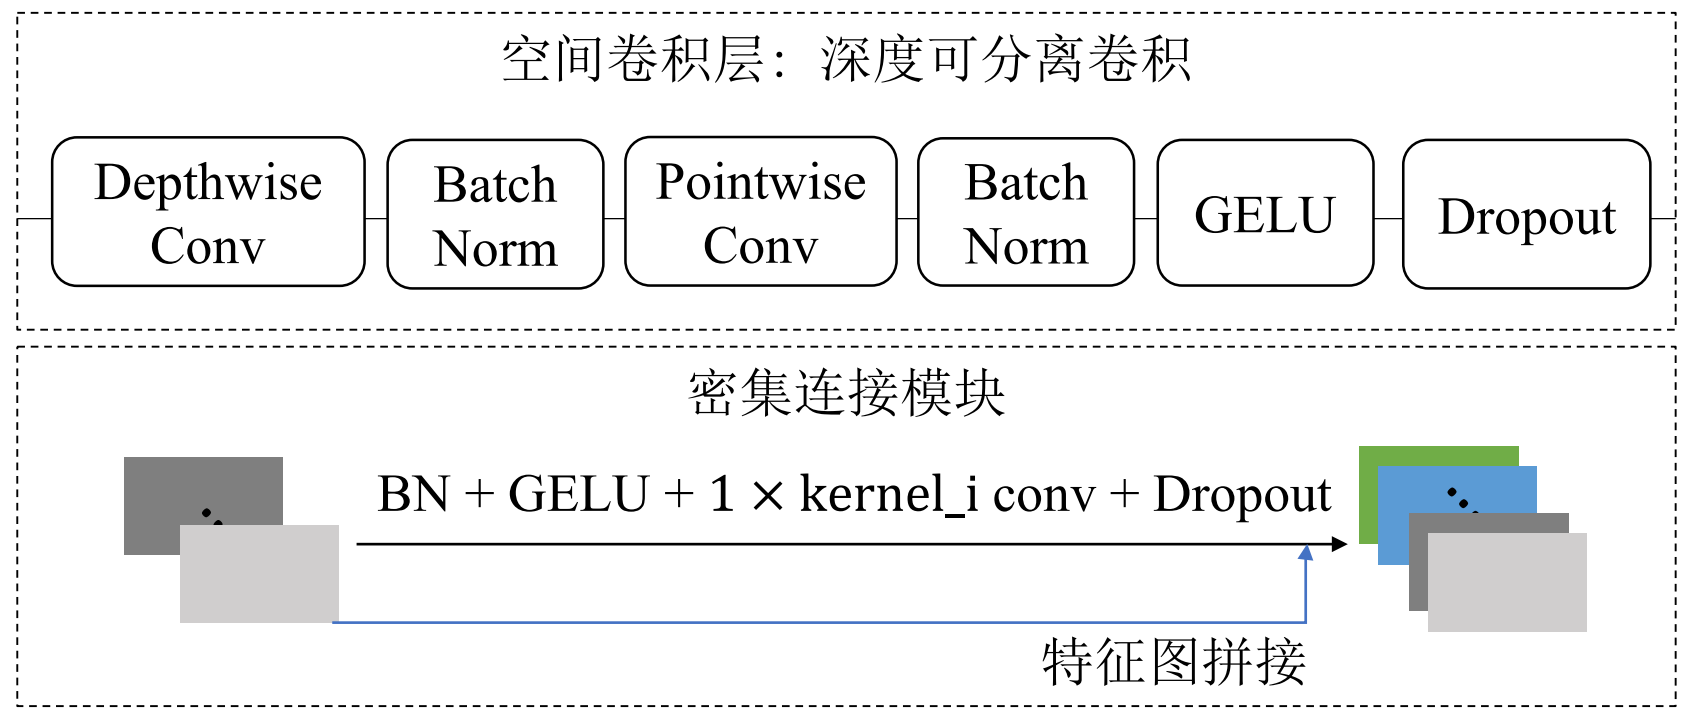 空间卷积层：深度可分离卷积
Depthwise
Conv
Batch
Norm
Pointwise
Conv
Batch
Norm
GELU
Dropout
密集连接模块
BN + GELU + 1 × kernel_i conv + Dropout
特征图拼接